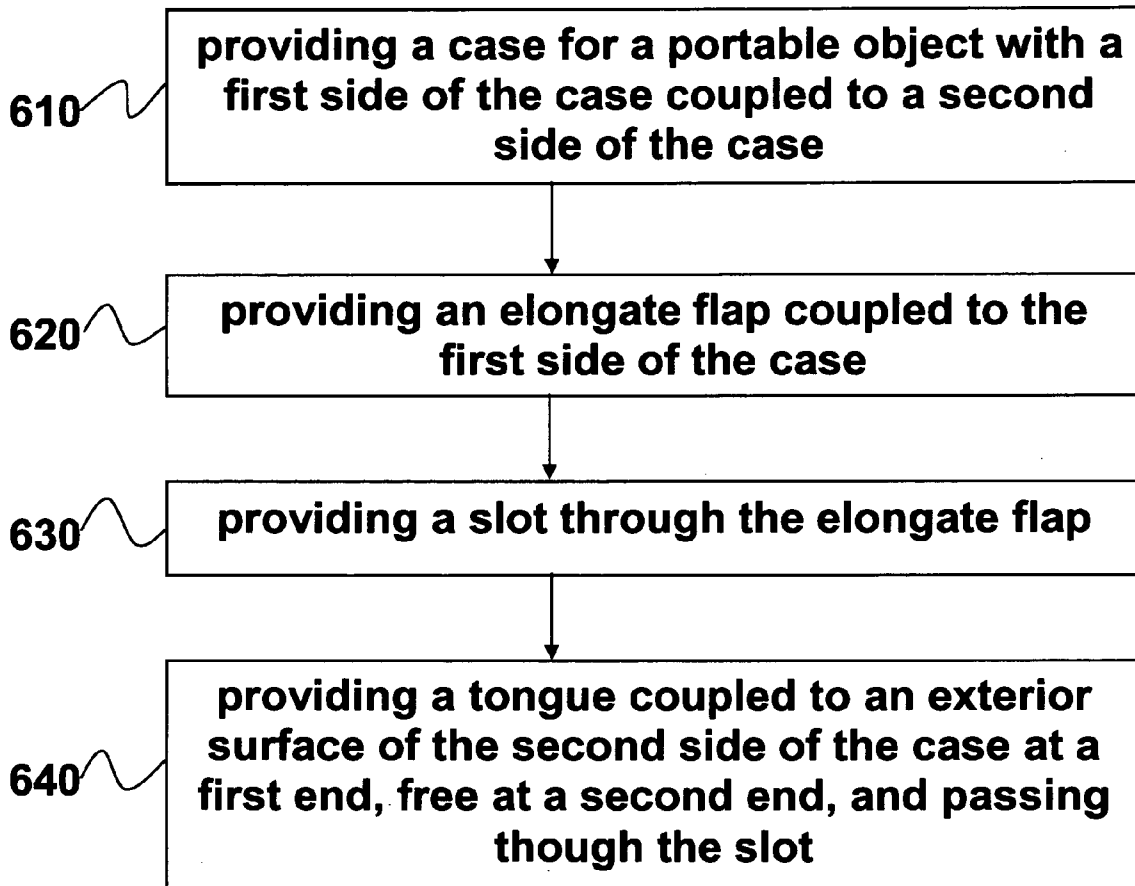 providing a case for a portable object with a
610
first side of the case coupled to a second
side of the case
620
providing an elongate flap coupled to the
first side of the case
630
providing a slot through the elongate flap
640
providing a tongue coupled to an exterior
surface of the second side of the case at a
first end, free at a second end, and passing
though the slot